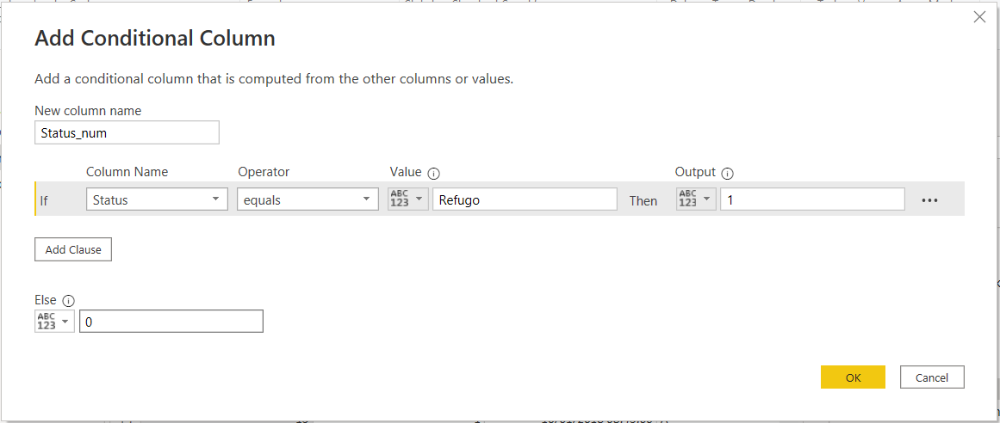 Add Conditional Column
Add a conditional column that is computed from the other columns or values.
New column name
Status_num
Column Name Operator Value Output
If Status equals ABC 123 Refugo Then ABC 123 1 •••
Add Clause
Else
ABC 123 0
OK Cancel